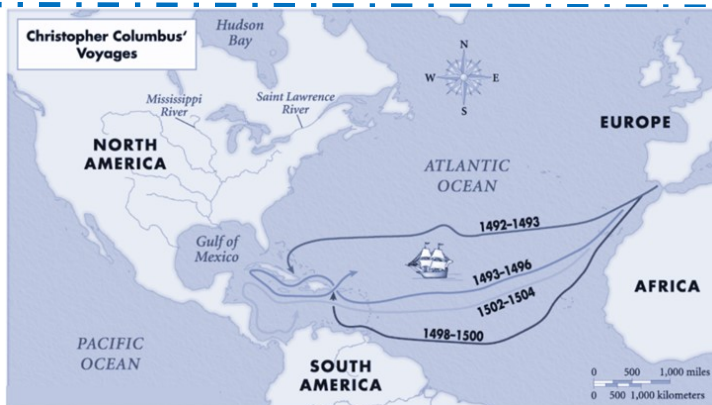 Christopher Columbus'
Voyages
Hudson
Bay
N
W
E
S
Mississippi
River
Saint Lawrence
River
EUROPE
NORTH
AMERICA
ATLANTIC
OCEAN
1492–1493
Gulf of
Mexico
1493–1496
1502–1504
AFRICA
1498–1500
PACIFIC
OCEAN
SOUTH
AMERICA
0 500 1,000 miles
0 500 1,000 kilometers